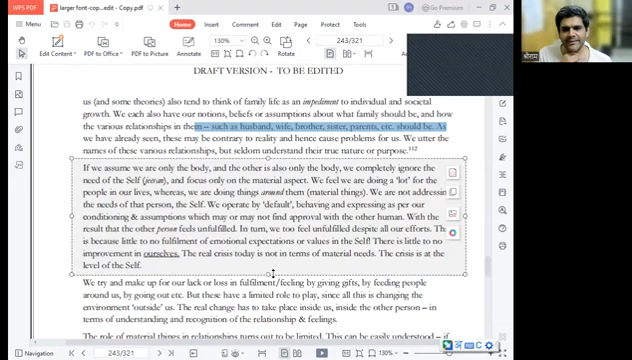 WPS PDF
larger font-cop...edit - Copy.pdf
Go Premium
Home Insert Comment Edit Pages Protect Tools
Edit Content PDF to Office PDF to Picture Annotate 130% Rotate 243/321
DRAFT VERSION - TO BE EDITED
us (and some theories) also tend to think of family life as an impediment to individual and societal
growth. We each also have our notions, beliefs or assumptions about what family should be, and how
the various relationships in them – such as husband, wife, brother, sister, parents, etc. should be. As
we have already seen, these may be contrary to reality and hence cause problems for us. We utter the
names of these various relationships, but seldom understand their true nature or purpose.112
If we assume we are only the body, and the other is also only the body, we completely ignore the
need of the Self (jeevan), and focus only on the material aspect. We feel we are doing a 'lot' for the
people in our lives, whereas, we are doing things around them (material things). We are not addressin
the needs of that person, the Self. We operate by 'default', behaving and expressing as per our
conditioning & assumptions which may or may not find approval with the other human. With the
result that the other person feels unfulfilled. In turn, we too feel unfulfilled despite all our efforts. Th
is because little to no fulfilment of emotional expectations or values in the Self! There is little to no
improvement in ourselves. The real crisis today is not in terms of material needs. The crisis is at the
level of the Self.
We try and make up for our lack or loss in fulfilment/feeling by giving gifts, by feeding people
around us, by going out etc. But these have a limited role to play, since all this is changing the
environment 'outside' us. The real change has to take place inside us, inside the other person – in
terms of understanding and recognition of the relationship & feelings.
The role of material things in relationships turns out to be limited. This can be easily understood – if
Navigation 243/321 130%
श्रीराम